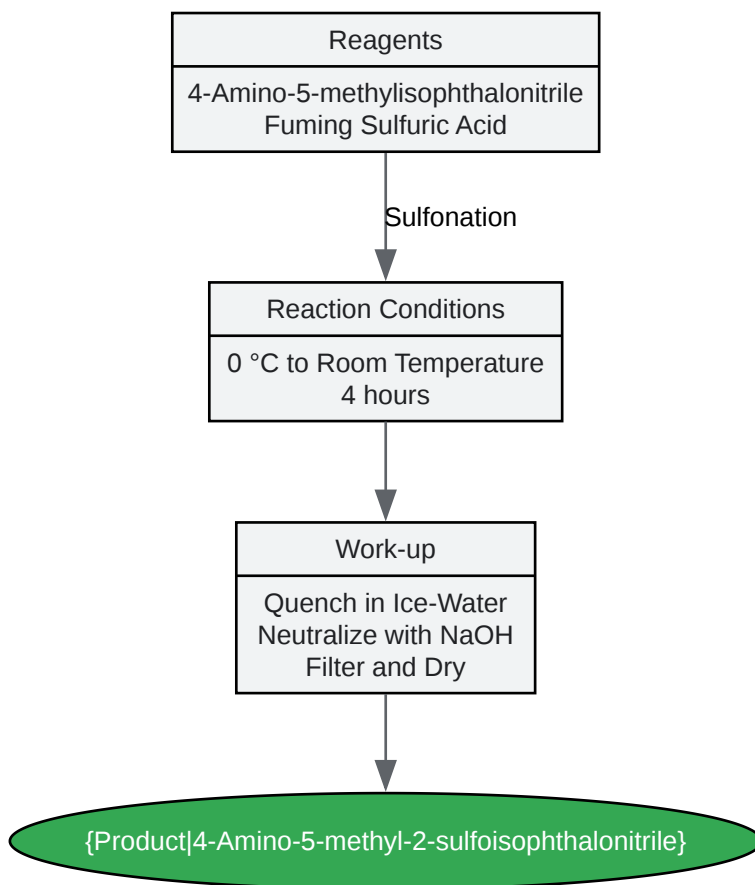 Reagents
4-Amino-5-methylisophthalonitrile
Fuming Sulfuric Acid
Sulfonation
Reaction Conditions
0 °C to Room Temperature
4 hours
Work-up
Quench in Ice-Water
Neutralize with NaOH
Filter and Dry
{Product|4-Amino-5-methyl-2-sulfoisophthalonitrile}